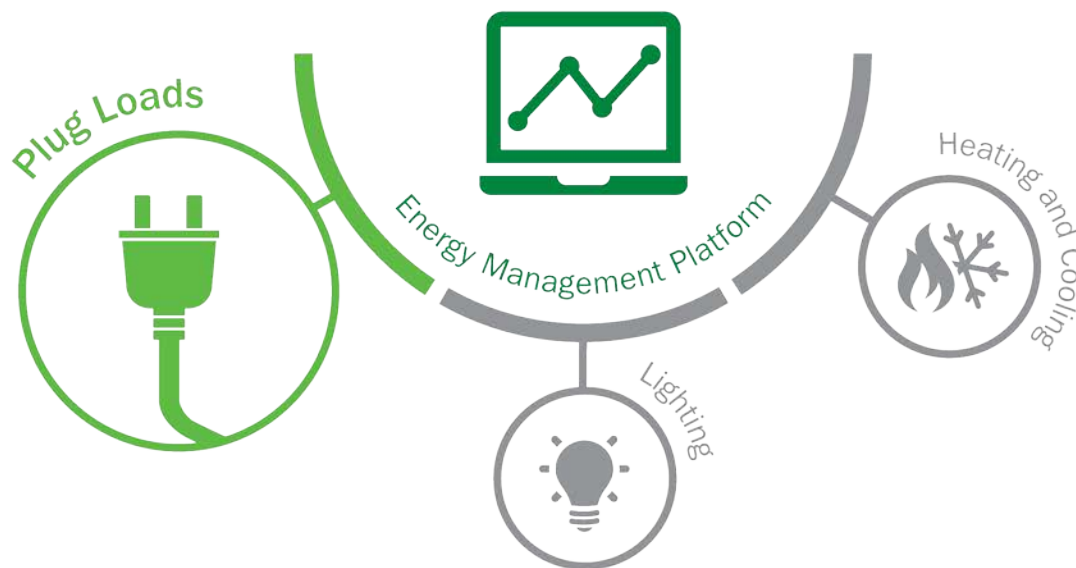 Plug Loads
Energy Management Platform
Heating and Cooling
Lighting